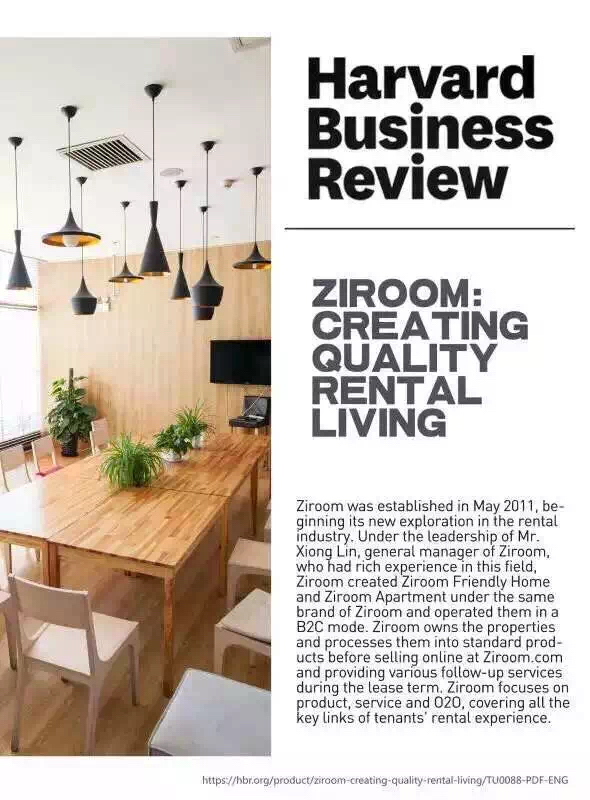 Harvard
Business
Review
ZIROOM:
CREATING
QUALITY
RENTAL
LIVING
Ziroom was established in May 2011, be-
ginning its new exploration in the rental
industry. Under the leadership of Mr.
Xiong Lin, general manager of Ziroom,
who had rich experience in this field,
Ziroom created Ziroom Friendly Home
and Ziroom Apartment under the same
brand of Ziroom and operated them in a
B2C mode. Ziroom owns the properties
and processes them into standard prod-
ucts before selling online at Ziroom.com
and providing various follow-up services
during the lease term. Ziroom focuses on
product, service and O2O, covering all the
key links of tenants' rental experience.
https://hbr.org/product/ziroom-creating-quality-rental-living/TU0088-PDF-ENG